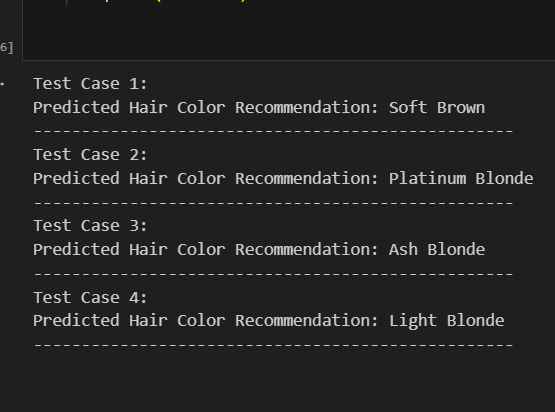 6]
Test Case 1:
Predicted Hair Color Recommendation: Soft Brown
--------------------------------------------------
Test Case 2:
Predicted Hair Color Recommendation: Platinum Blonde
--------------------------------------------------
Test Case 3:
Predicted Hair Color Recommendation: Ash Blonde
--------------------------------------------------
Test Case 4:
Predicted Hair Color Recommendation: Light Blonde
--------------------------------------------------